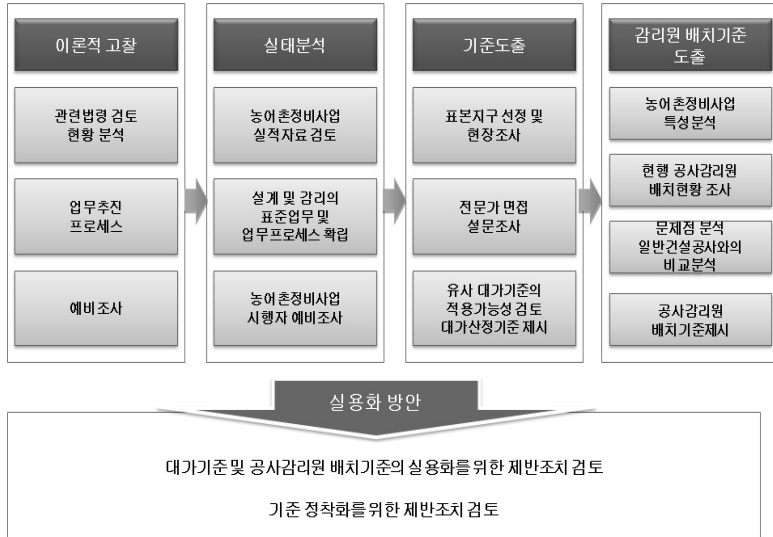 이론적 고찰
관련법령 검토
현황 분석
업무추진
프로세스
예비조사
실태분석
농어촌정비사업
실적자료 검토
설계 및 감리의
표준업무 및
업무프로세스 확립
농어촌정비사업
시행자 예비조사
기준도출
표본지구 선정 및
현장조사
전문가 면접
설문조사
유사 대가기준의
적용가능성 검토
대가산정기준 제시
감리원 배치기준
도출
농어촌정비사업
특성분석
현행 공사감리원
배치현황 조사
문제점 분석
일반건설공사와의
비교분석
공사감리원
배치기준제시
실용화 방안
대가기준 및 공사감리원 배치기준의 실용화를 위한 제반조치 검토
기준 정착화를 위한 제반조치 검토